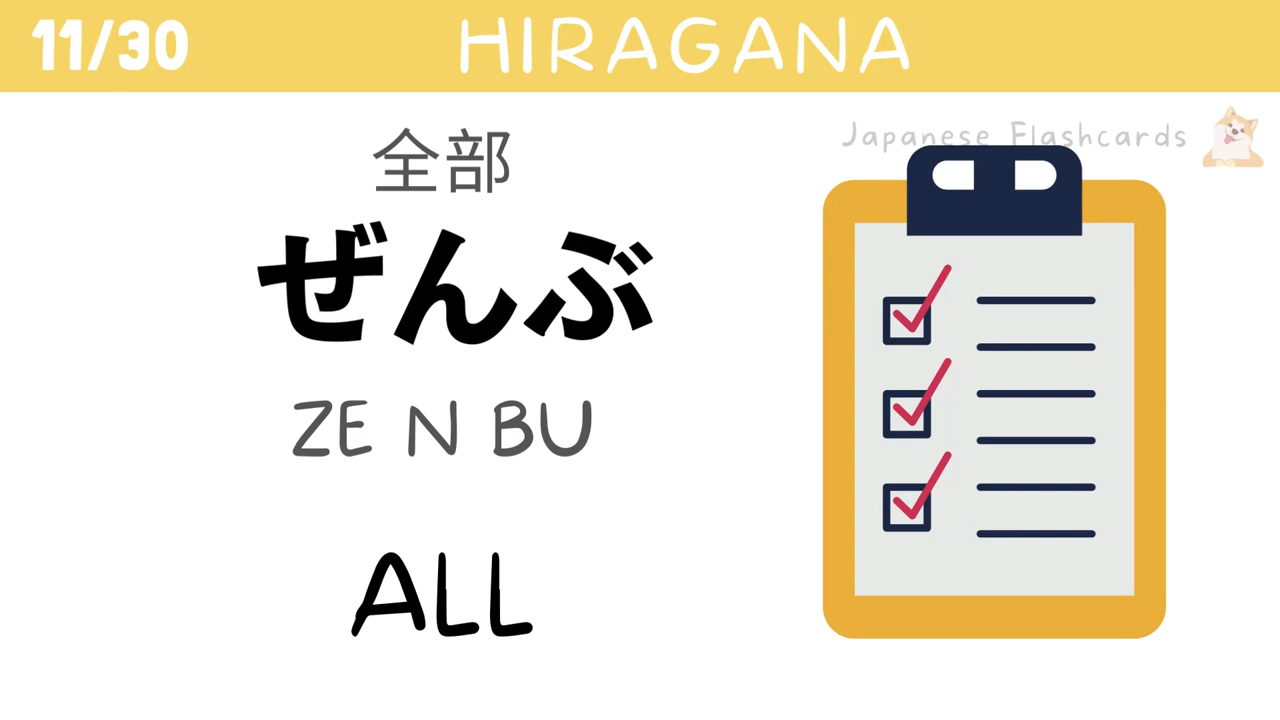 11/30
HIRAGANA
Japanese Flashcards
全部
ぜんぶ
ZE N BU
ALL